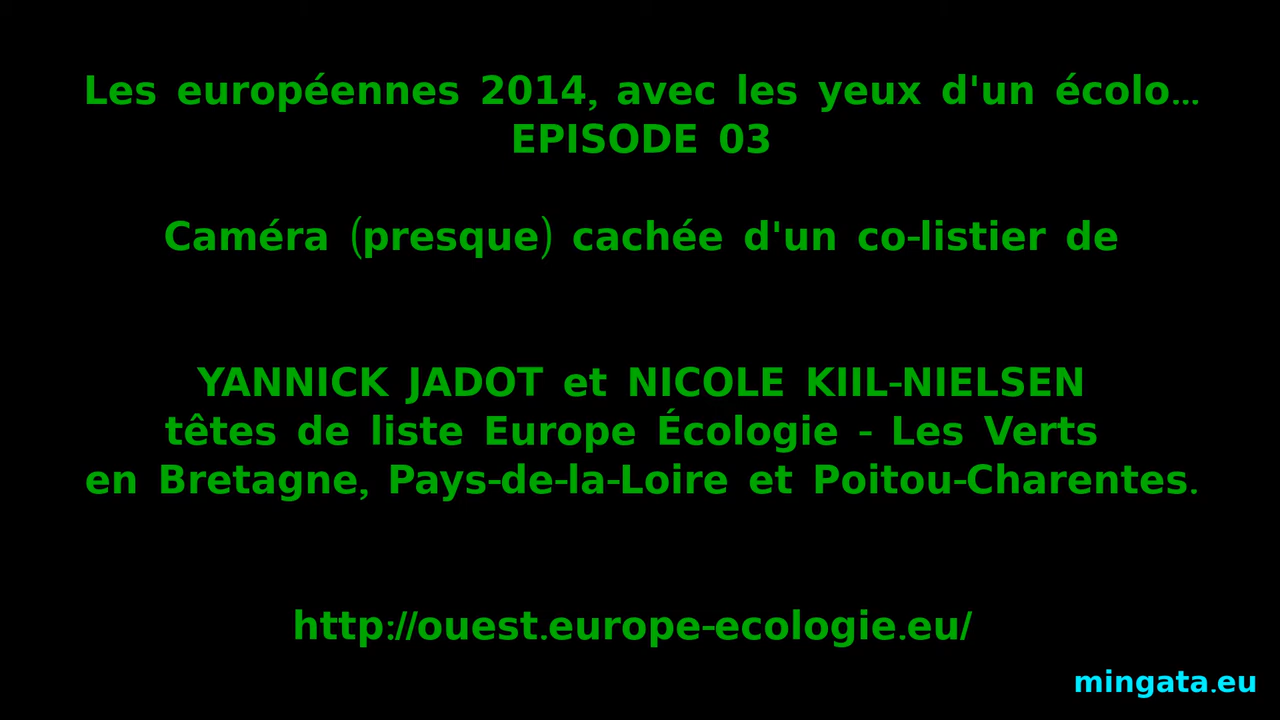 Les européennes 2014, avec les yeux d'un écolo...
EPISODE 03
Caméra (presque) cachée d'un co-listier de
YANNICK JADOT et NICOLE KIIL-NIELSEN
têtes de liste Europe Écologie - Les Verts
en Bretagne, Pays-de-la-Loire et Poitou-Charentes.
http://ouest.europe-ecologie.eu/
mingata.eu